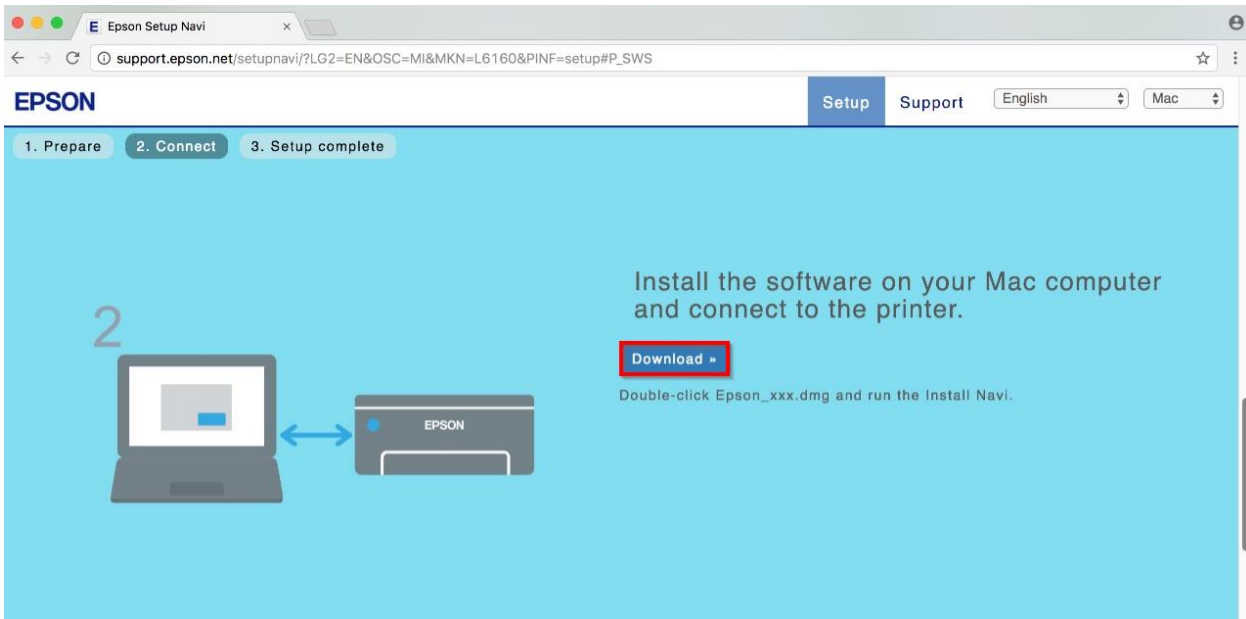 E Epson Setup Navi ×
support.epson.net/setupnavi/?LG2=EN&OSC=MI&MKN=L6160&PINF=setup#P_SWS
EPSON Setup Support English Mac
1. Prepare 2. Connect 3. Setup complete
Install the software on your Mac computer
and connect to the printer.
2
Download »
Double-click Epson_xxx.dmg and run the Install Navi.
EPSON